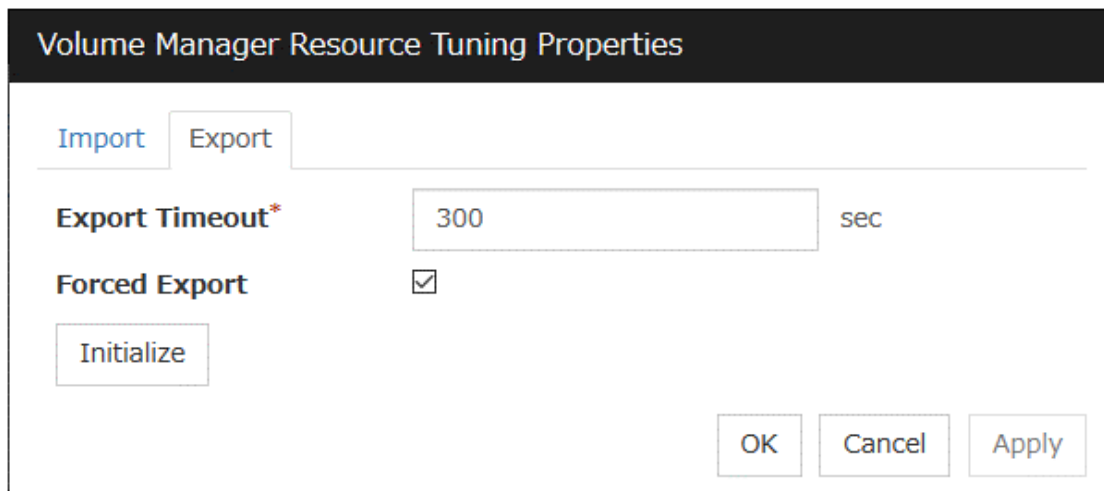 Volume Manager Resource Tuning Properties
Import Export
Export Timeout* 300 sec
Forced Export
Initialize
OK Cancel Apply